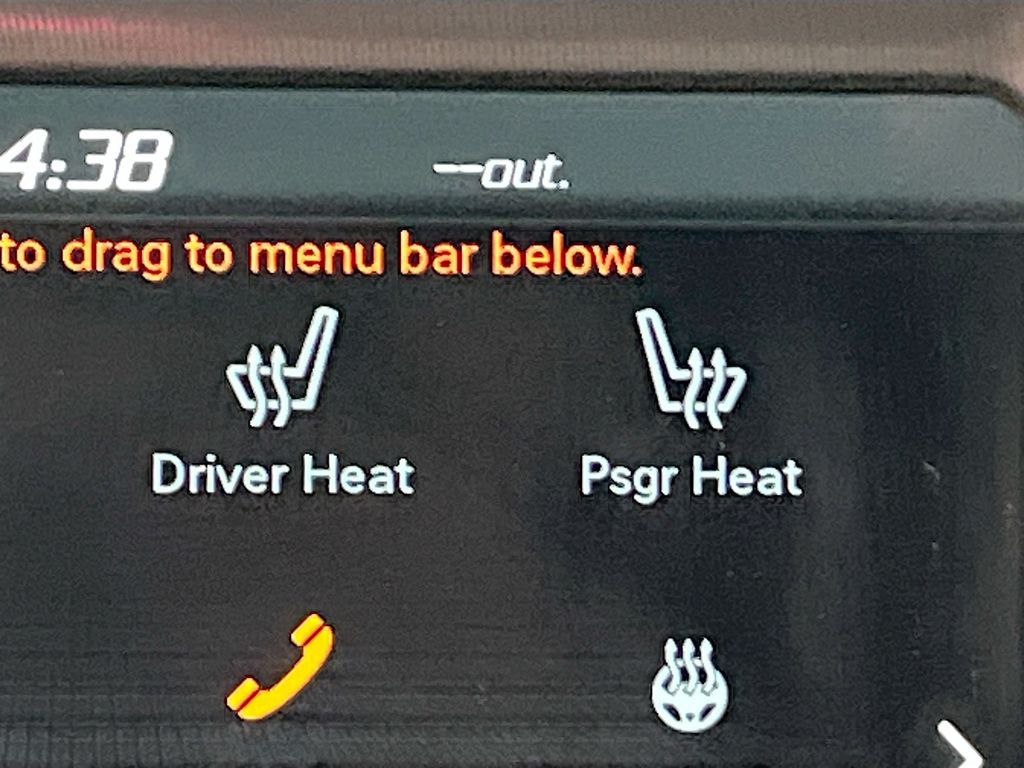 4:38
--out.
to drag to menu bar below.
Driver Heat
Psgr Heat